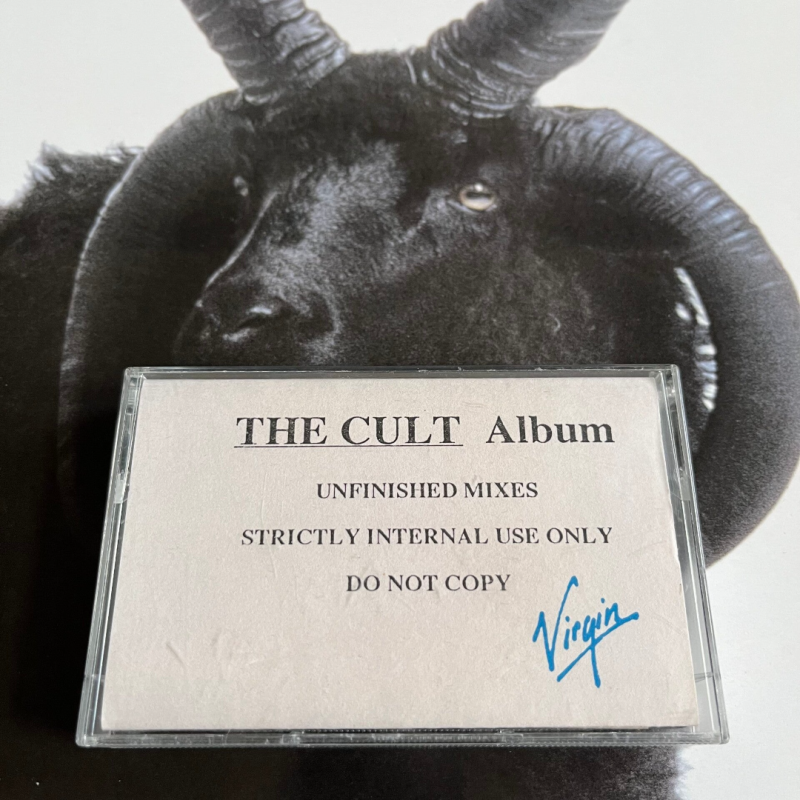 THE CULT Album
UNFINISHED MIXES
STRICTLY INTERNAL USE ONLY
DO NOT COPY
Virgin